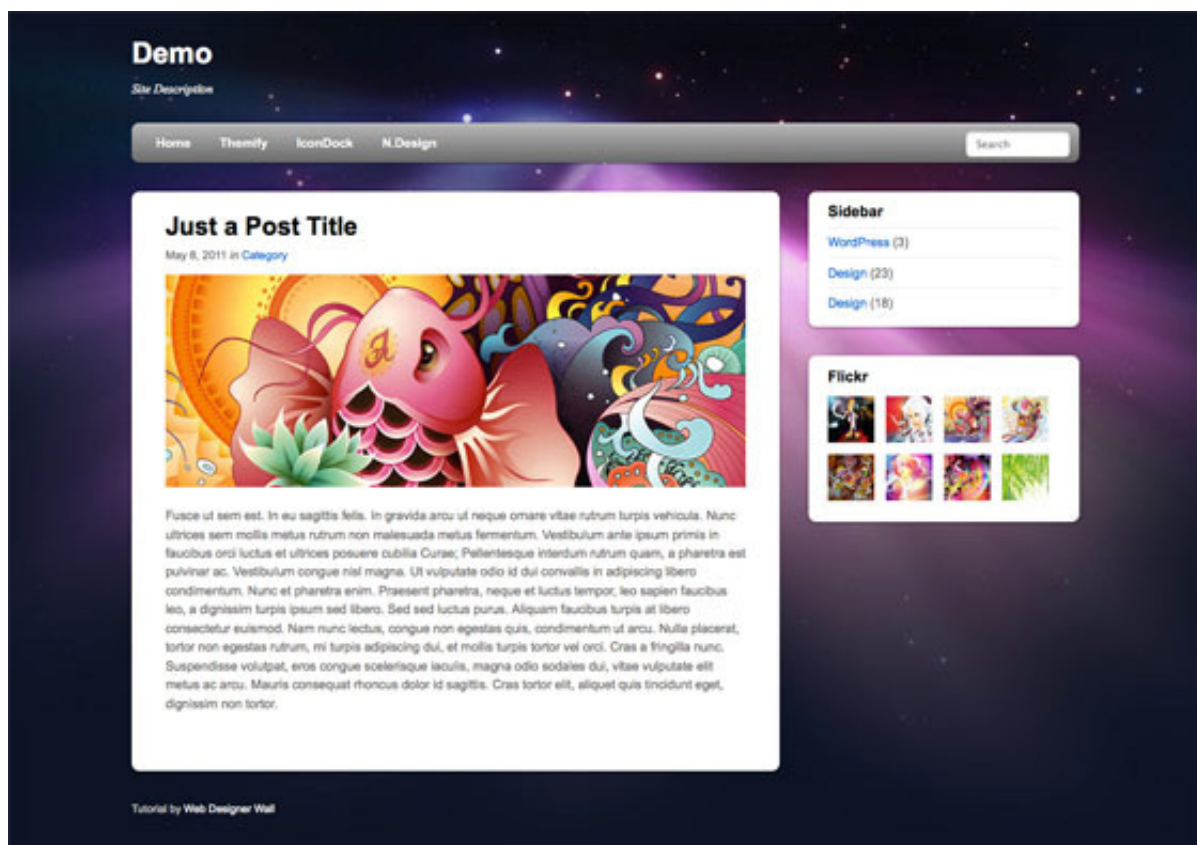 Demo
Site Description
Home Themify IconDock N.Design Search
Just a Post Title
May 8, 2011 in Category
Fusce ut sem est. In eu sagittis felis. In gravida arcu ut neque ornare vitae rutrum turpis vehicula. Nunc
ultrices sem mollis metus rutrum non malesuada metus fermentum. Vestibulum ante ipsum primis in
faucibus orci luctus et ultrices posuere cubilia Curae; Pellentesque interdum rutrum quam, a pharetra est
pulvinar ac. Vestibulum congue nisl magna. Ut vulputate odio id dui convallis in adipiscing libero
condimentum. Nunc et pharetra enim. Praesent pharetra, neque et luctus tempor, leo sapien faucibus
leo, a dignissim turpis ipsum sed libero. Sed sed luctus purus. Aliquam faucibus turpis at libero
consectetur euismod. Nam nunc lectus, congue non egestas quis, condimentum ut arcu. Nulla placerat,
tortor non egestas rutrum, mi turpis adipiscing dui, et mollis turpis tortor vel orci. Cras a fringilla nunc.
Suspendisse volutpat, eros congue scelerisque iaculis, magna odio sodales dui, vitae vulputate elit
metus ac arcu. Mauris consequat rhoncus dolor id sagittis. Cras tortor elit, aliquet quis tincidunt eget,
dignissim non tortor.
Sidebar
WordPress (3)
Design (23)
Design (18)
Flickr
Tutorial by Web Designer Wall